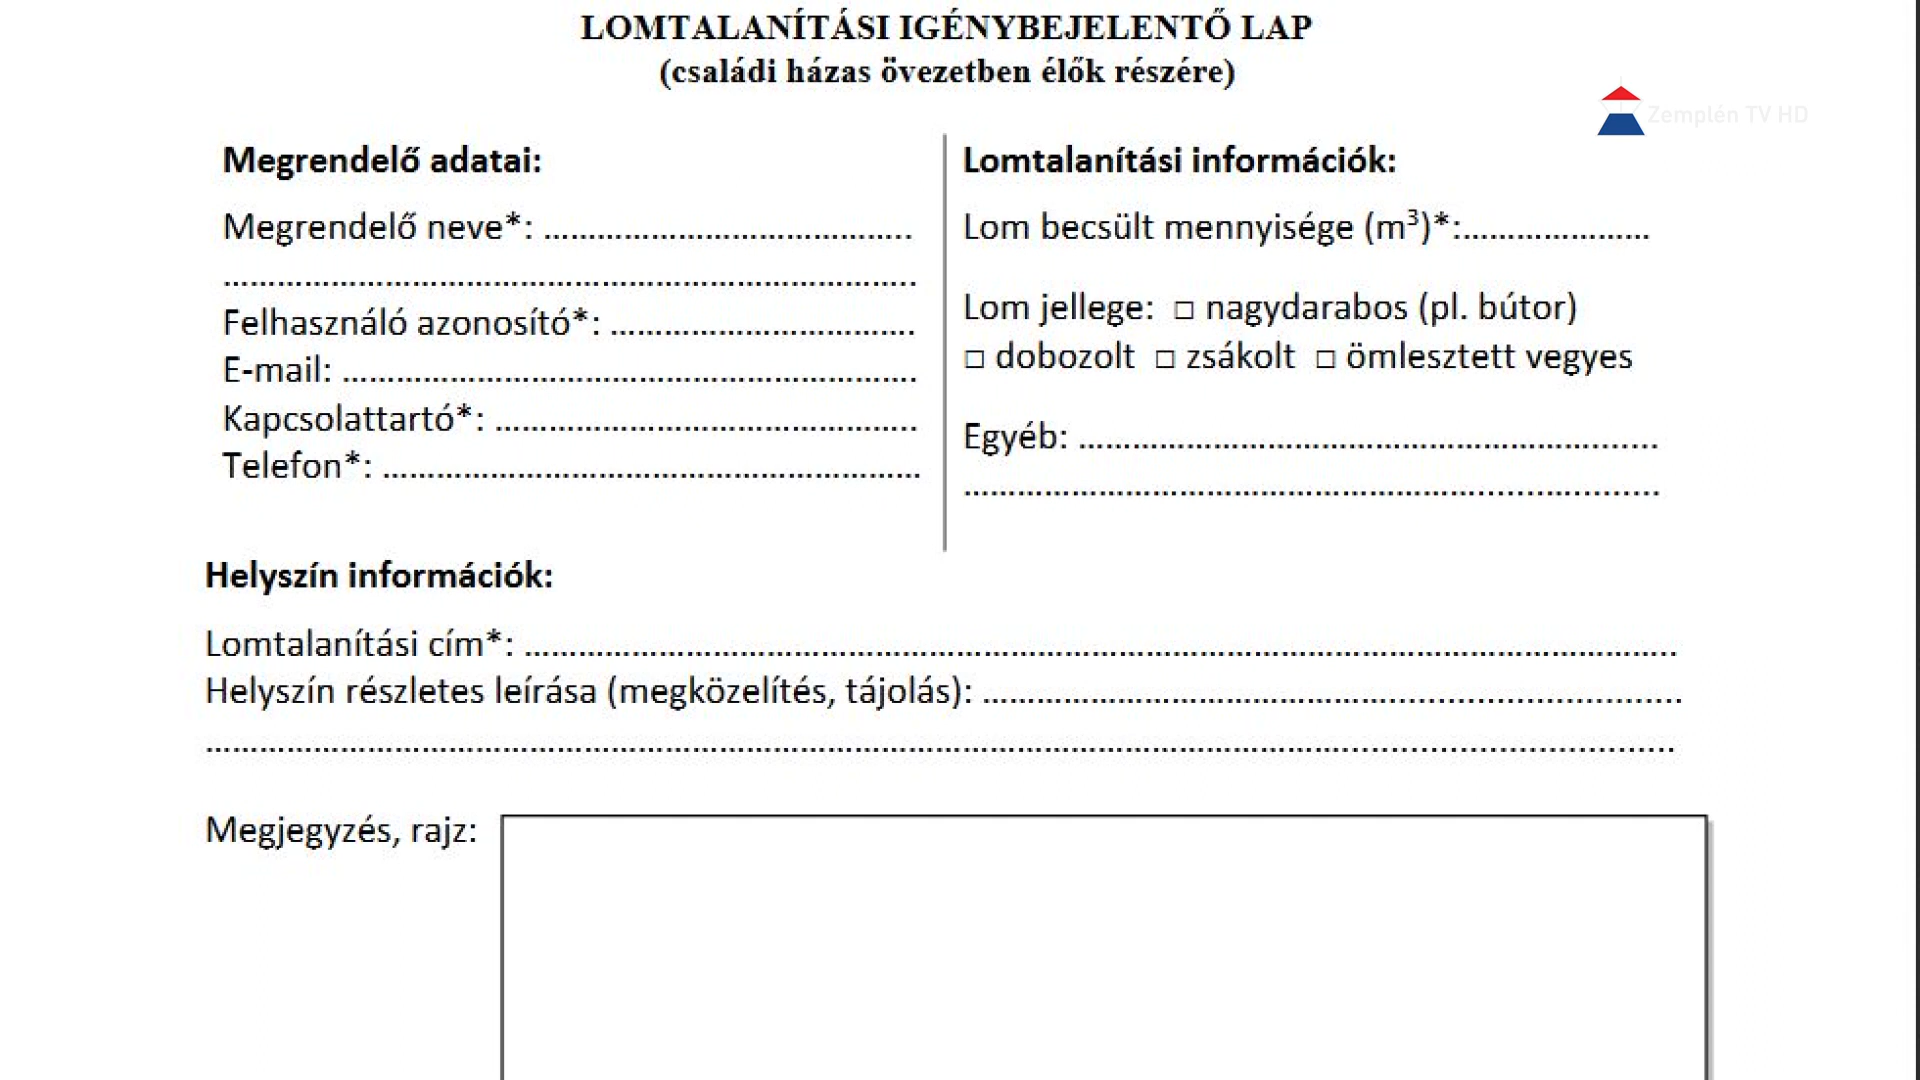 LOMTALANÍTÁSI IGÉNYBEJELENTŐ LAP
(családi házas övezetben élők részére)
Zemplén TV HD
Megrendelő adatai:
Megrendelő neve*: ..........................................
................................................................................
Felhasználó azonosító*: ..................................
E-mail: ................................................................
Kapcsolattartó*: ...............................................
Telefon*: ............................................................
Lomtalanítási információk:
Lom becsült mennyisége (m³)*:.....................
Lom jellege: □ nagydarabos (pl. bútor)
□ dobozolt □ zsákolt □ ömlesztett vegyes
Egyéb: .................................................................
..............................................................................
Helyszín információk:
Lomtalanítási cím*: ................................................................................................................................
Helyszín részletes leírása (megközelítés, tájolás): ..............................................................................
....................................................................................................................................................................
Megjegyzés, rajz: